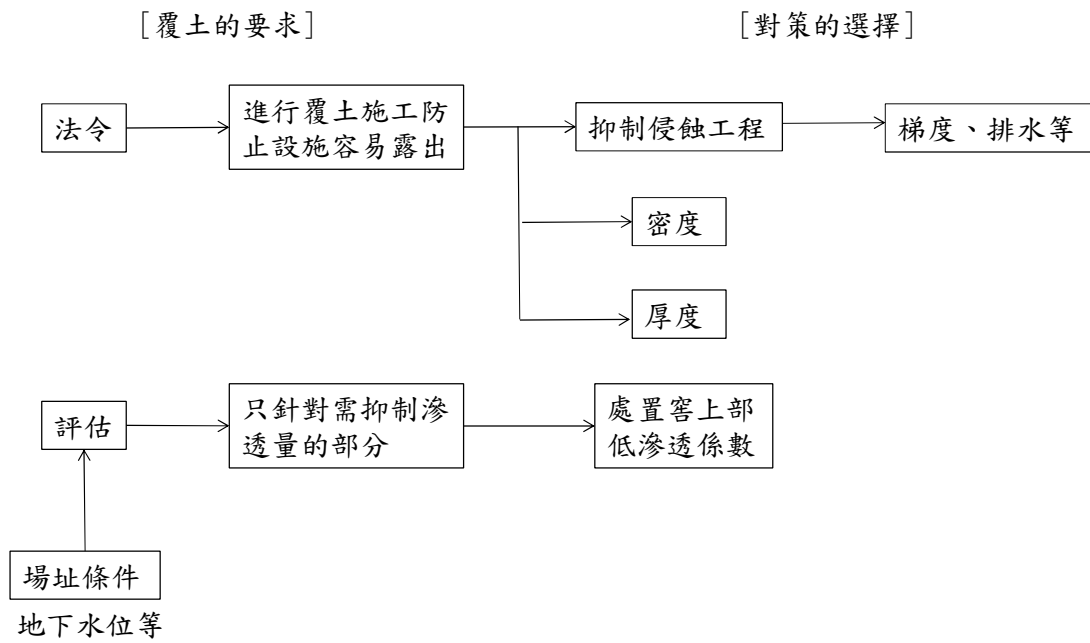 [覆土的要求]
[對策的選擇]
法令
進行覆土施工防
止設施容易露出
抑制侵蝕工程
梯度、排水等
密度
厚度
評估
只針對需抑制滲
透量的部分
處置窖上部
低滲透係數
場址條件
地下水位等